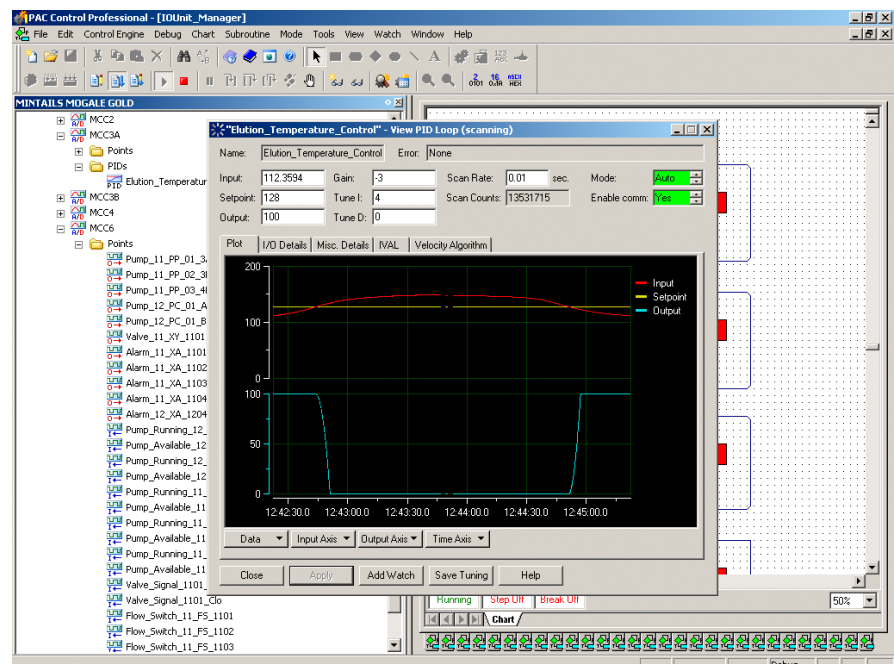 PAC Control Professional - [IOUnit_Manager]
File Edit Control Engine Debug Chart Subroutine Mode Tools View Watch Window Help
MINTAILS MOGALE GOLD
MCC2
MCC3A
Points
PIDs
Elution_Temperatur
MCC3B
MCC4
MCC6
Points
Pump_11_PP_01_3
Pump_11_PP_02_3
Pump_11_PP_03_4
Pump_12_PC_01_A
Pump_12_PC_01_B
Valve_11_XY_1101
Alarm_11_XA_1101
Alarm_11_XA_1102
Alarm_11_XA_1103
Alarm_11_XA_1104
Alarm_12_XA_1204
Pump_Running_12_
Pump_Available_12
Pump_Running_12_
Pump_Available_12
Pump_Running_11_
Pump_Available_11
Pump_Running_11_
Pump_Available_11
Pump_Running_11_
Pump_Available_11
Valve_Signal_1101_
Valve_Signal_1101_Clo
Flow_Switch_11_FS_1101
Flow_Switch_11_FS_1102
Flow_Switch_11_FS_1103
"Elution_Temperature_Control" - View PID Loop (scanning)
Name: Elution_Temperature_Control Error: None
Input: 112.3594 Gain: -3 Scan Rate: 0.01 sec. Mode: Auto
Setpoint: 128 Tune I: 4 Scan Counts: 13531715 Enable comm: Yes
Output: 100 Tune D: 0
Plot I/O Details Misc. Details IVAL Velocity Algorithm
200
100
0
100
50
0
Input
Setpoint
Output
12:42:30.0 12:43:00.0 12:43:30.0 12:44:00.0 12:44:30.0 12:45:00.0
Data Input Axis Output Axis Time Axis
Close Apply Add Watch Save Tuning Help
Running Step Off Break Off
50%
Chart